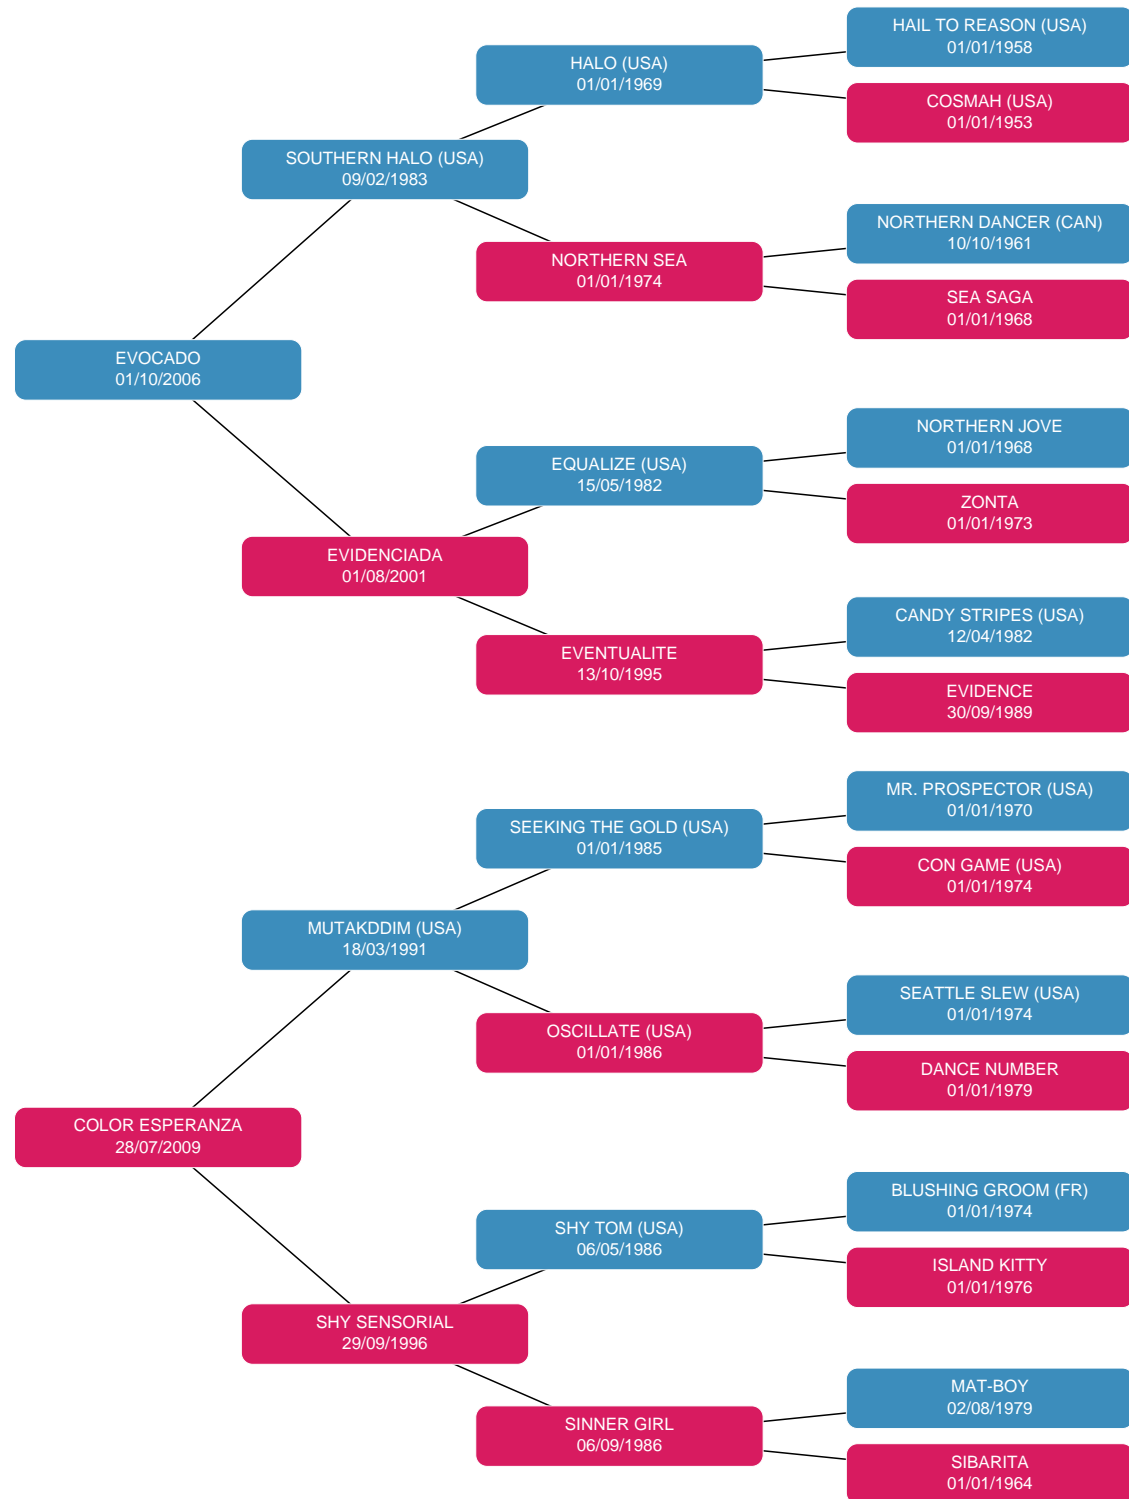 HAIL TO REASON (USA)
01/01/1958
HALO (USA)
01/01/1969
COSMAH (USA)
01/01/1953
SOUTHERN HALO (USA)
09/02/1983
NORTHERN DANCER (CAN)
10/10/1961
NORTHERN SEA
01/01/1974
SEA SAGA
01/01/1968
EVOCADO
01/10/2006
NORTHERN JOVE
01/01/1968
EQUALIZE (USA)
15/05/1982
ZONTA
01/01/1973
EVIDENCIADA
01/08/2001
CANDY STRIPES (USA)
12/04/1982
EVENTUALITE
13/10/1995
EVIDENCE
30/09/1989
MR. PROSPECTOR (USA)
01/01/1970
SEEKING THE GOLD (USA)
01/01/1985
CON GAME (USA)
01/01/1974
MUTAKDDIM (USA)
18/03/1991
SEATTLE SLEW (USA)
01/01/1974
OSCILLATE (USA)
01/01/1986
DANCE NUMBER
01/01/1979
COLOR ESPERANZA
28/07/2009
BLUSHING GROOM (FR)
01/01/1974
SHY TOM (USA)
06/05/1986
ISLAND KITTY
01/01/1976
SHY SENSORIAL
29/09/1996
MAT-BOY
02/08/1979
SINNER GIRL
06/09/1986
SIBARITA
01/01/1964